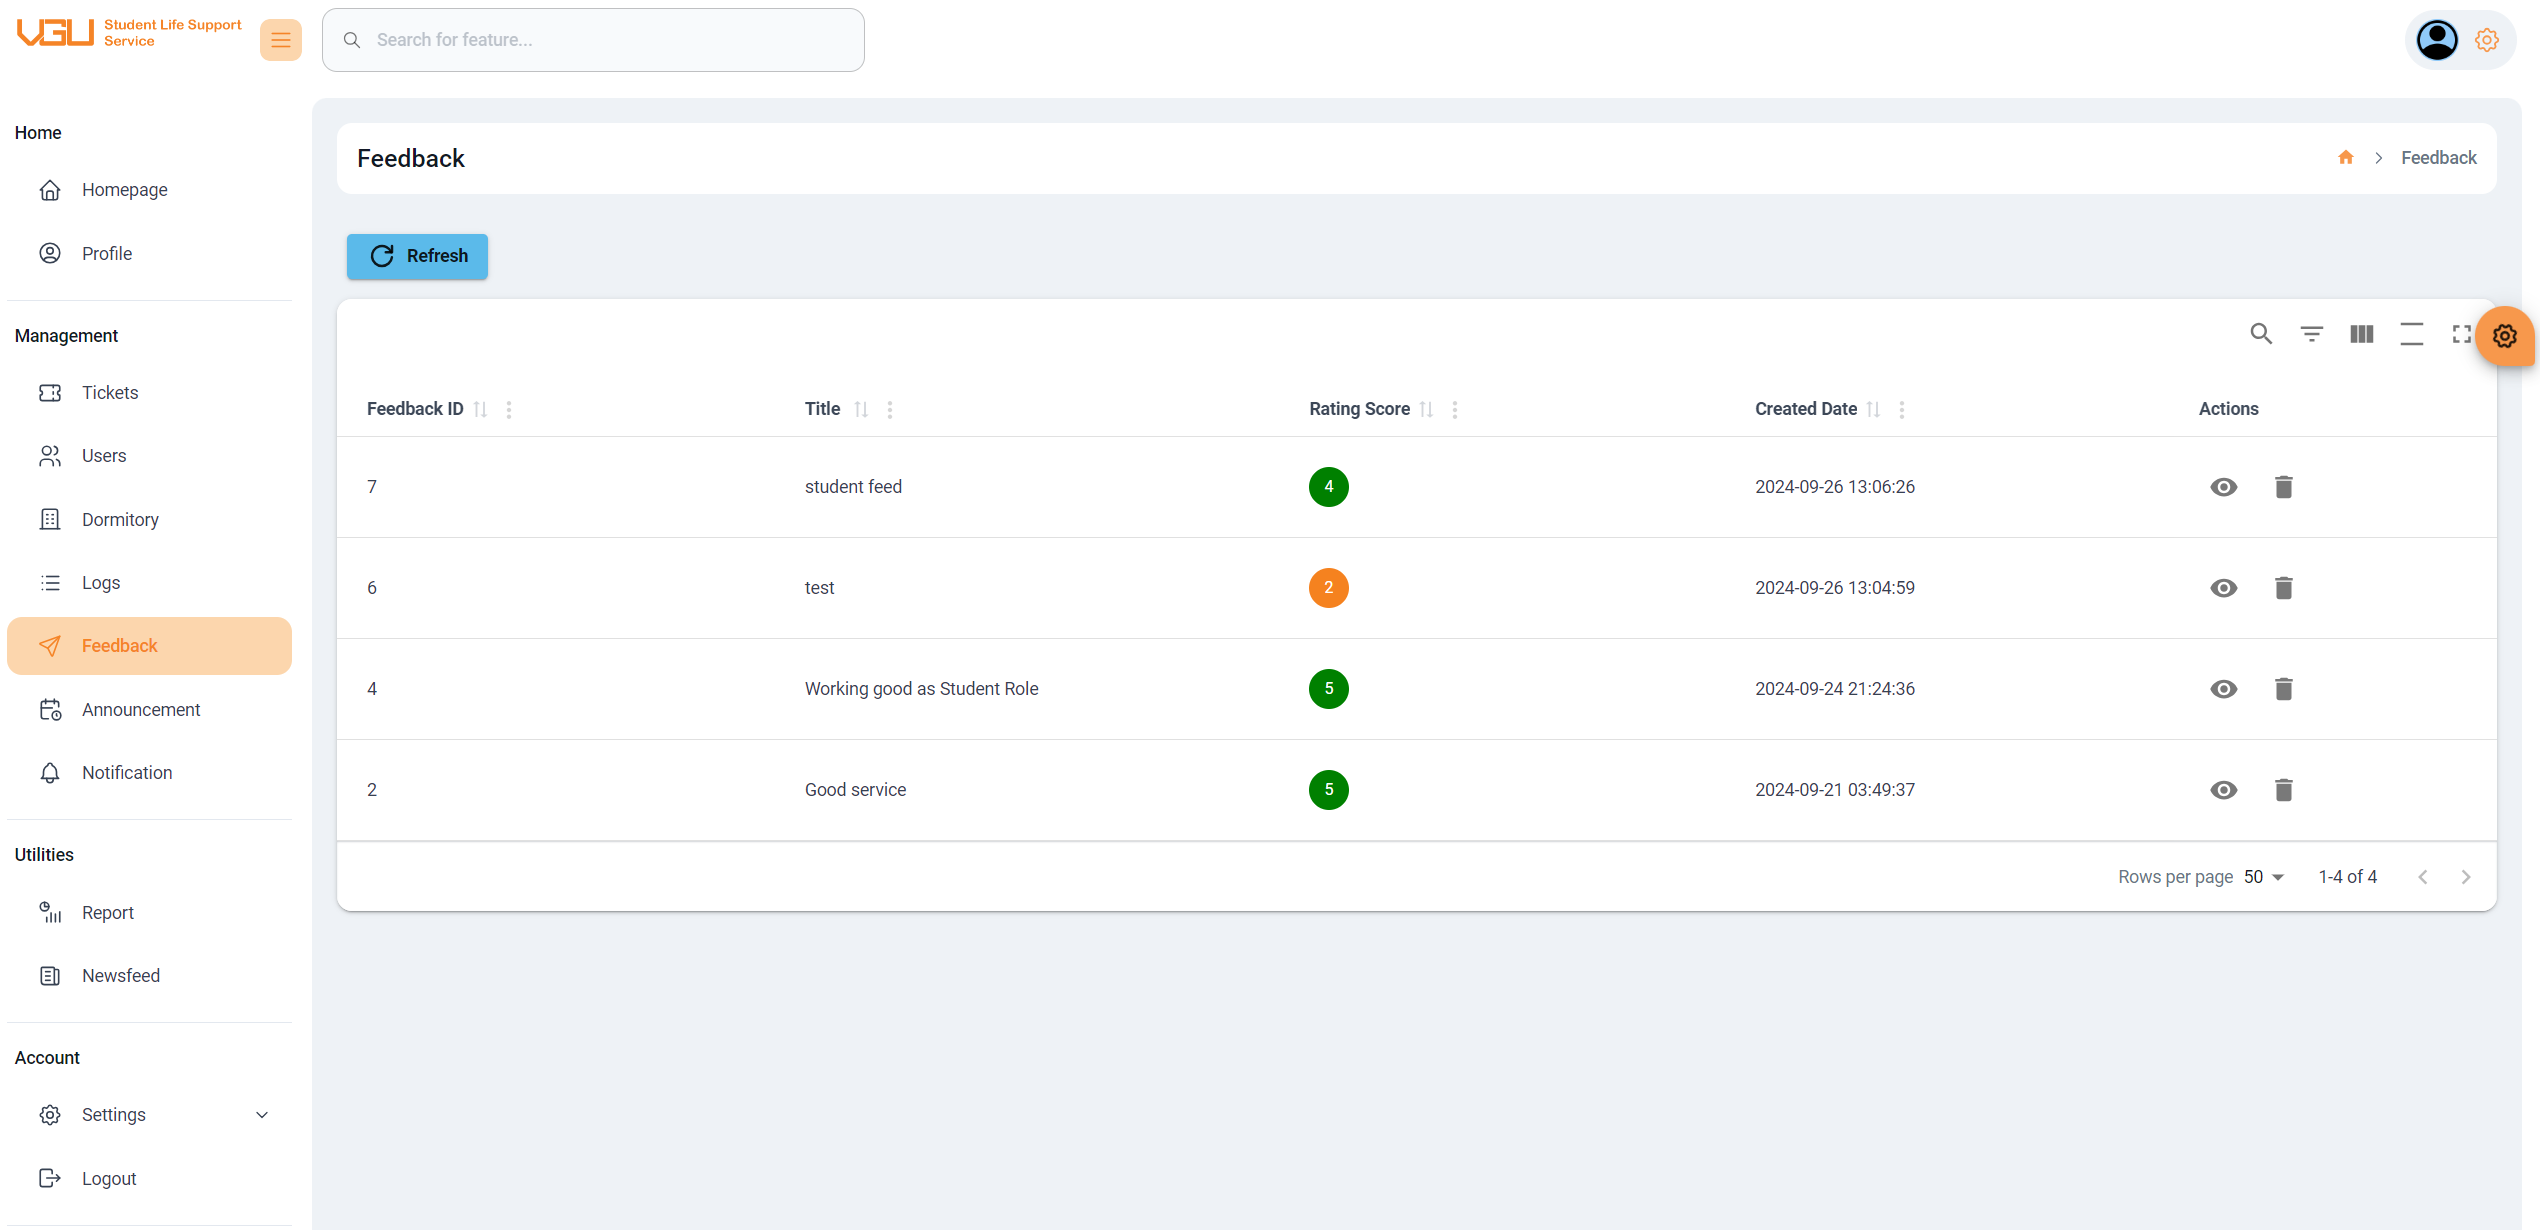 VGU Student Life Support
Service
Search for feature...
Home
Homepage
Profile
Management
Tickets
Users
Dormitory
Logs
Feedback
Announcement
Notification
Utilities
Report
Newsfeed
Account
Settings
Logout
Feedback
Feedback
Refresh
Feedback ID Title Rating Score Created Date Actions
7 student feed 4 2024-09-26 13:06:26
6 test 2 2024-09-26 13:04:59
4 Working good as Student Role 5 2024-09-24 21:24:36
2 Good service 5 2024-09-21 03:49:37
Rows per page 50 1-4 of 4